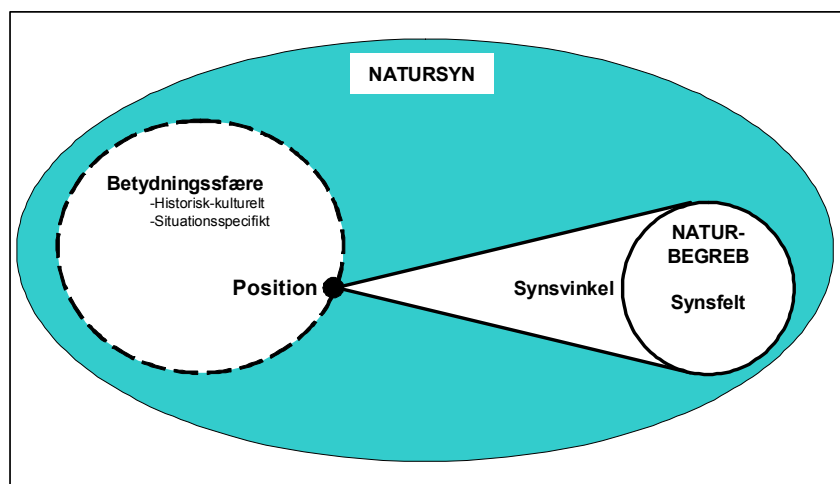 NATURSYN
Betydningssfære
-Historisk-kulturelt
-Situationsspecifikt
Position
Synsvinkel
NATUR-
BEGREB
Synsfelt